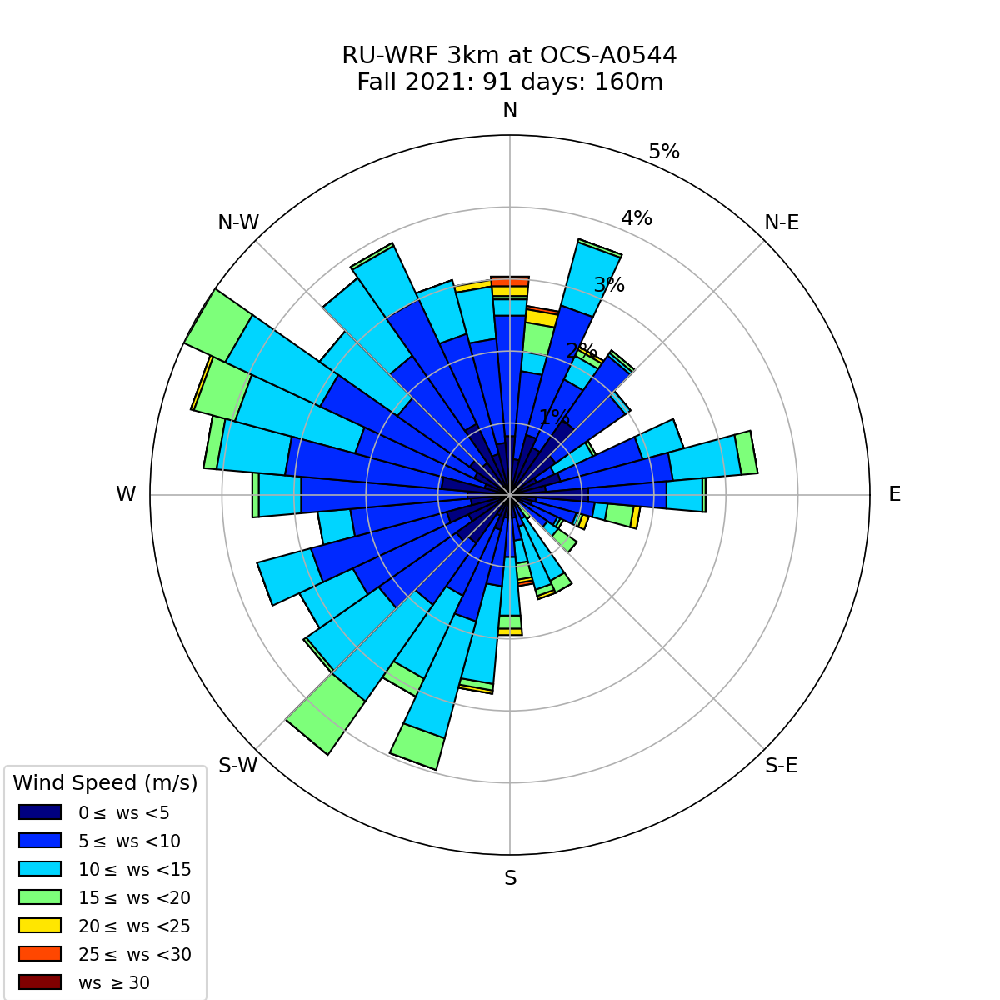 RU-WRF 3km at OCS-A0544
Fall 2021: 91 days: 160m
N
5%
N-W
N-E
4%
3%
2%
1%
W
E
S-W
S-E
S
Wind Speed (m/s)
0≤ ws <5
5≤ ws <10
10≤ ws <15
15≤ ws <20
20≤ ws <25
25≤ ws <30
ws ≥30